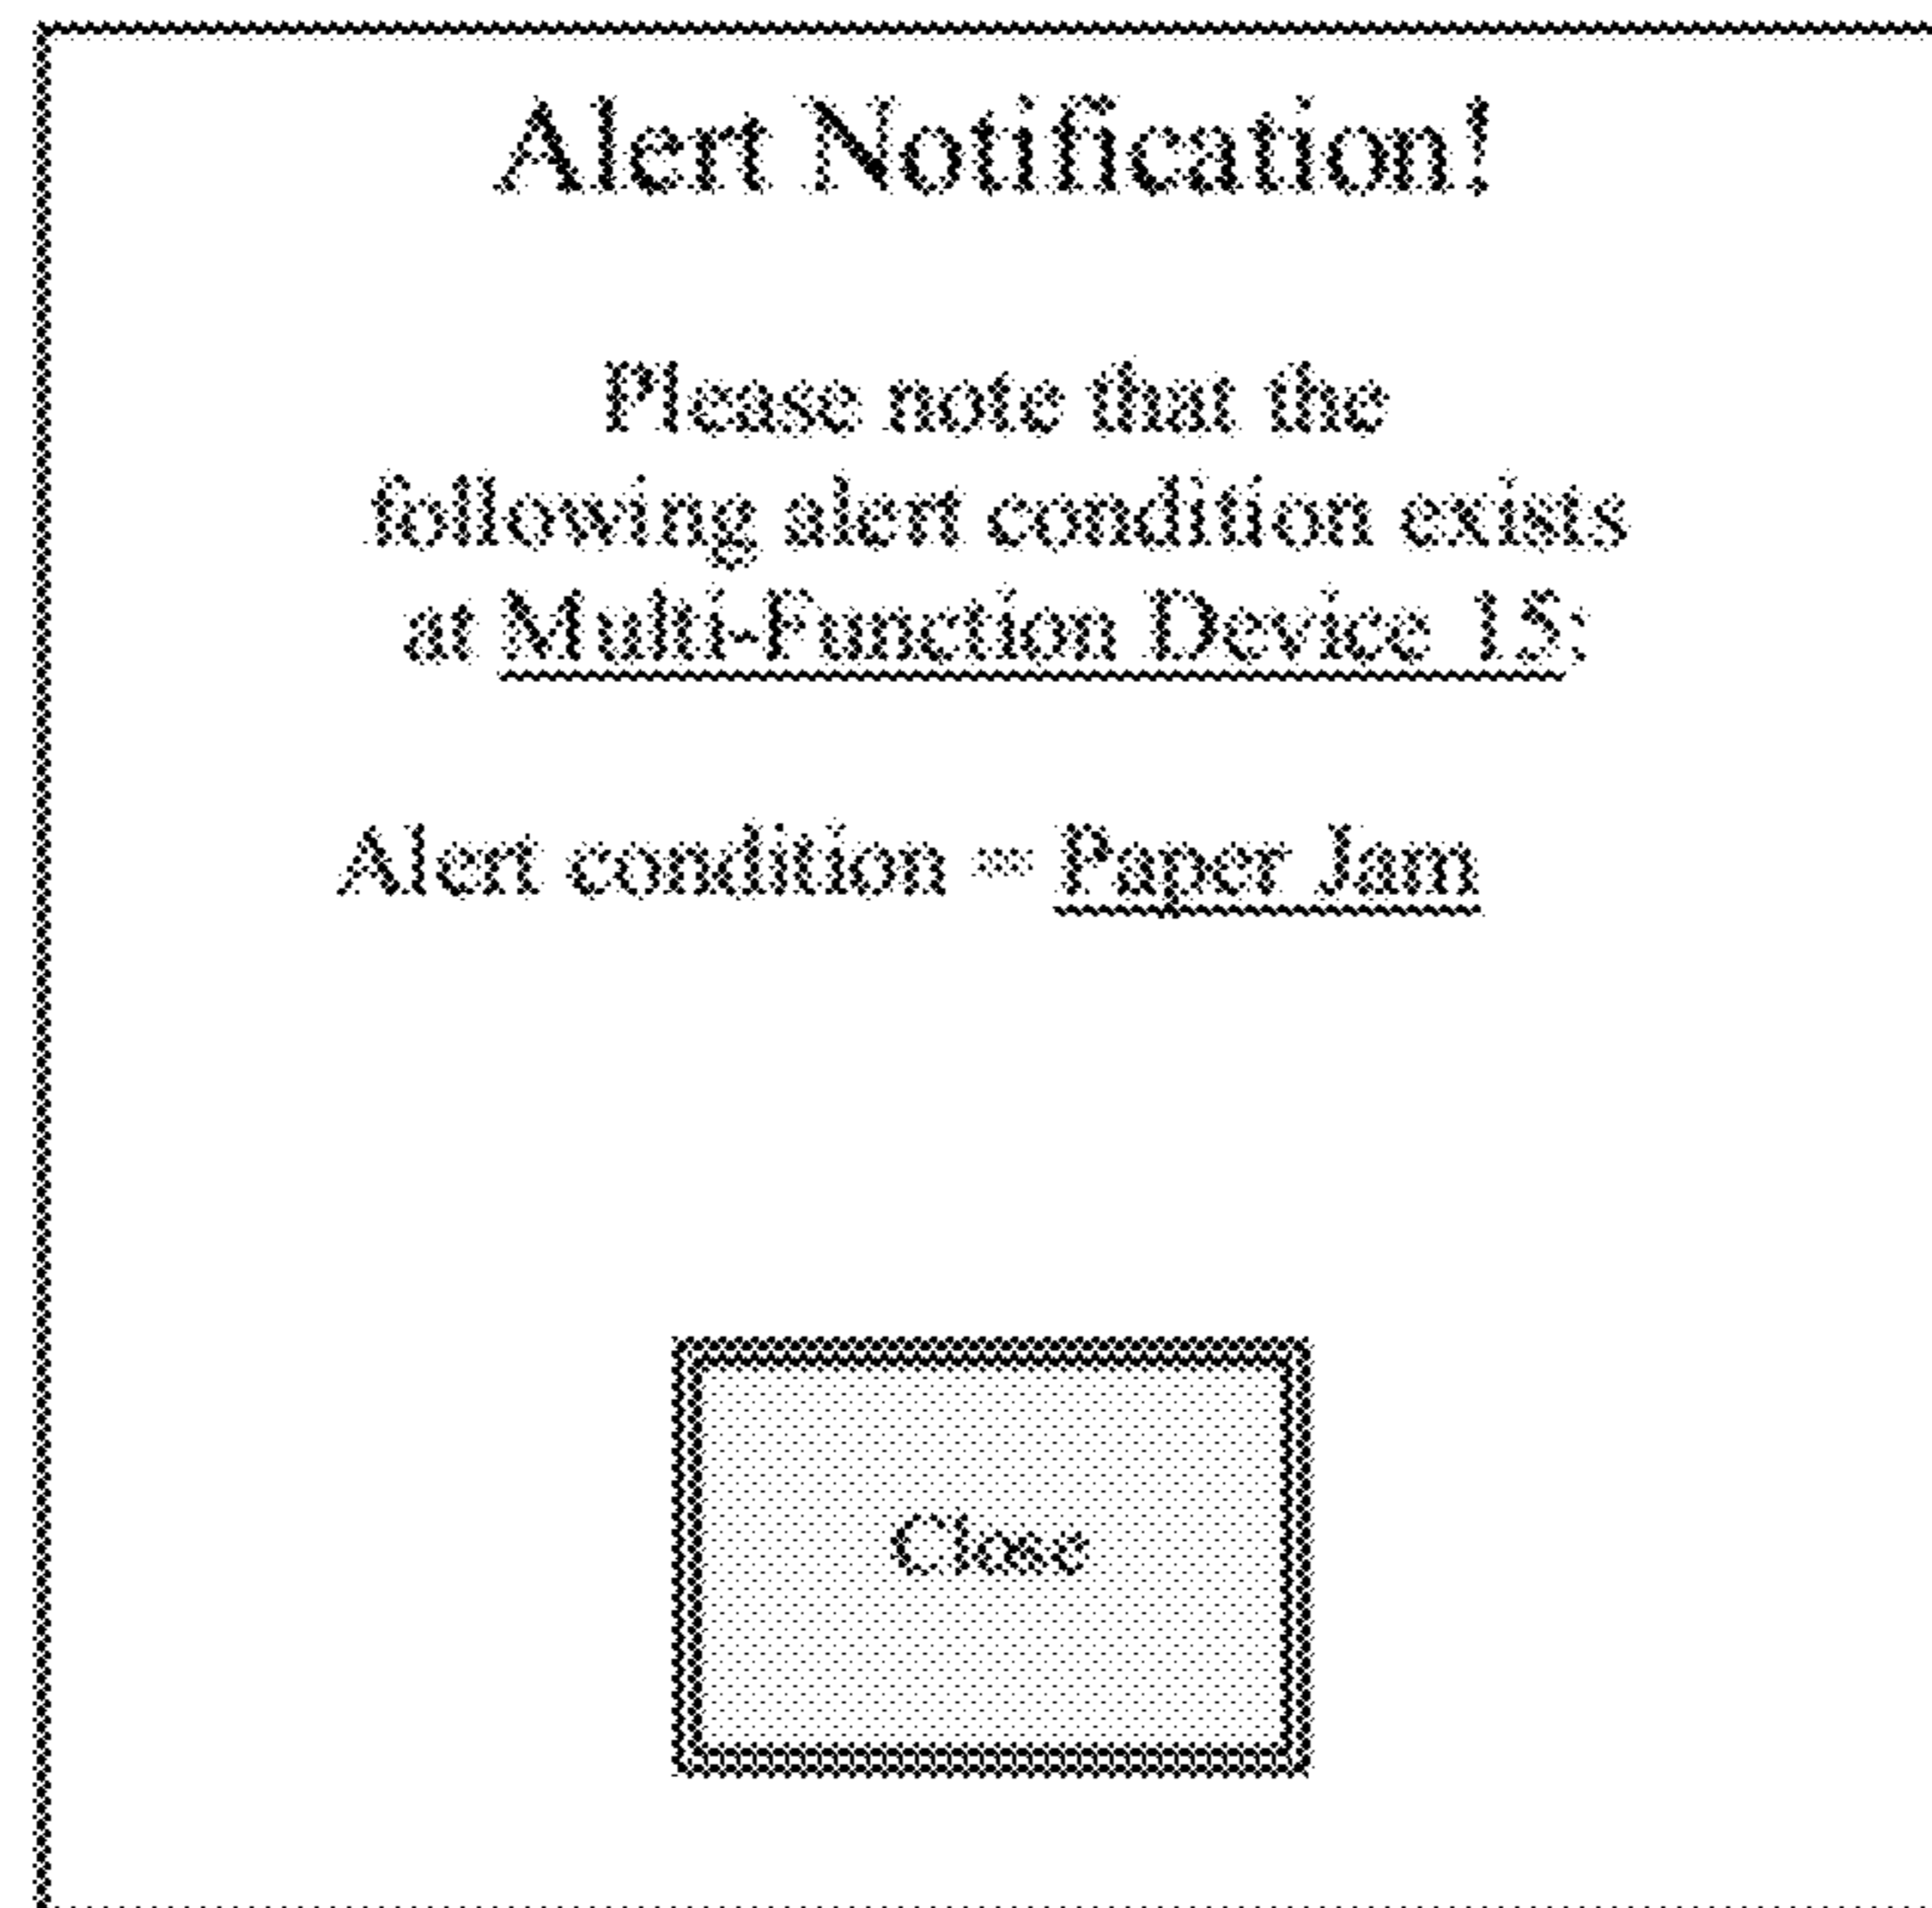 Alert Notification!
Please note that the
following alert condition exists
at Multi-Function Device 15:
Alert condition = Paper Jam
Close